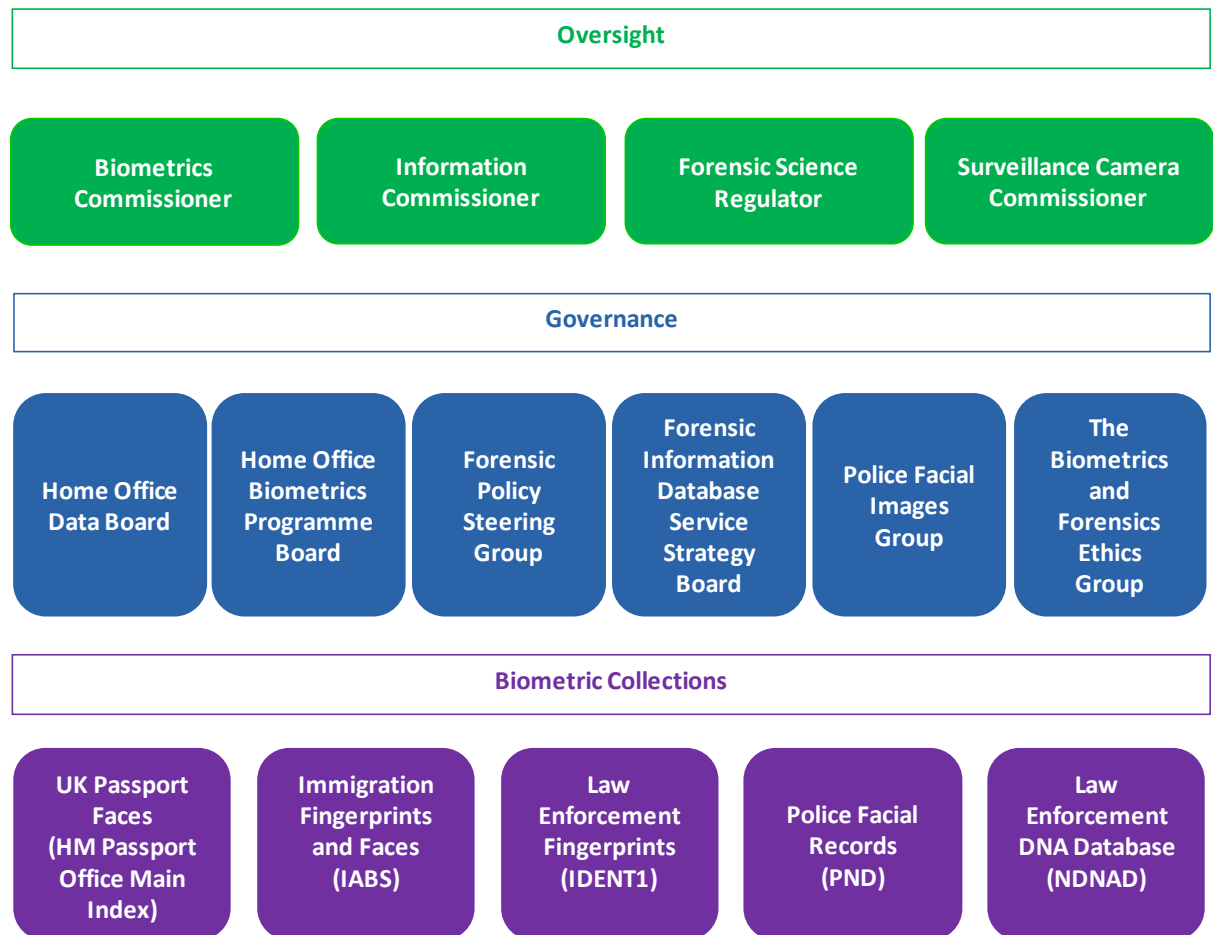 Oversight
Biometrics
Commissioner
Information
Commissioner
Forensic Science
Regulator
Surveillance Camera
Commissioner
Governance
Home Office
Data Board
Home Office
Biometrics
Programme
Board
Forensic
Policy
Steering
Group
Forensic
Information
Database
Service
Strategy
Board
Police Facial
Images
Group
The
Biometrics
and
Forensics
Ethics
Group
Biometric Collections
UK Passport
Faces
(HM Passport
Office Main
Index)
Immigration
Fingerprints
and Faces
(IABS)
Law
Enforcement
Fingerprints
(IDENT1)
Police Facial
Records
(PND)
Law
Enforcement
DNA Database
(NDNAD)